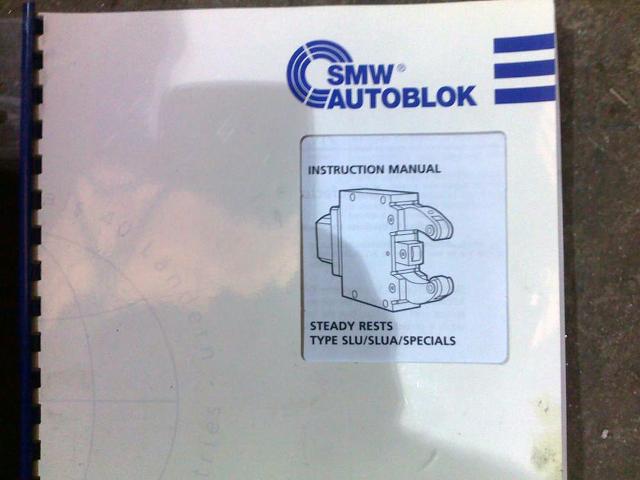 SMW®
AUTOBLOK
INSTRUCTION MANUAL
STEADY RESTS
TYPE SLU/SLUA/SPECIALS